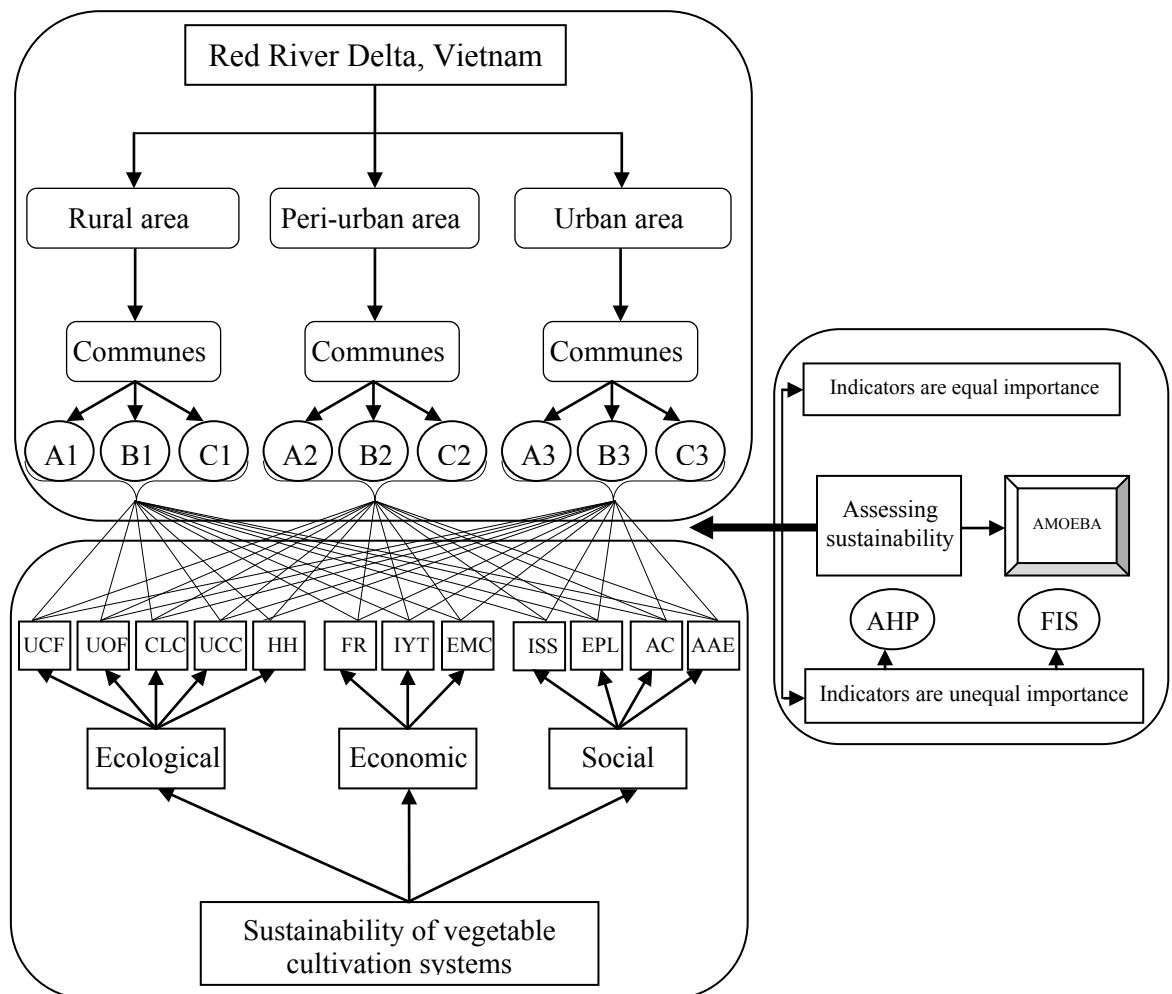 Red River Delta, Vietnam
Rural area
Peri-urban area
Urban area
Communes
Communes
Communes
A1
B1
C1
A2
B2
C2
A3
B3
C3
UCF
UOF
CLC
UCC
HH
FR
IYT
EMC
ISS
EPL
AC
AAE
Ecological
Economic
Social
Sustainability of vegetable
cultivation systems
Indicators are equal importance
Assessing
sustainability
AMOEBA
AHP
FIS
Indicators are unequal importance